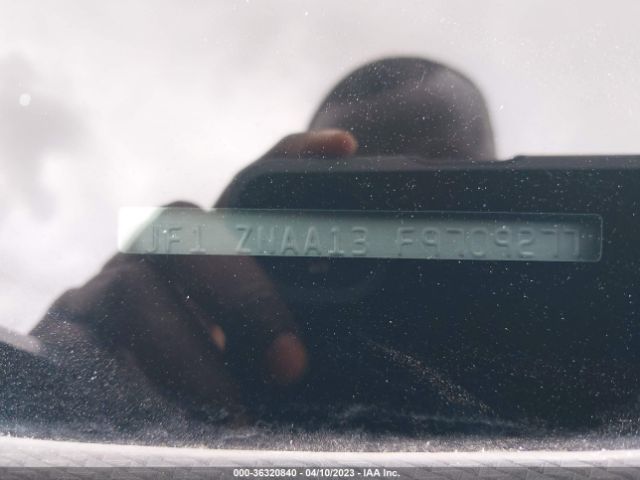 JF1 ZNAA13 F9709277
000-36320840 - 04/10/2023 - IAA Inc.